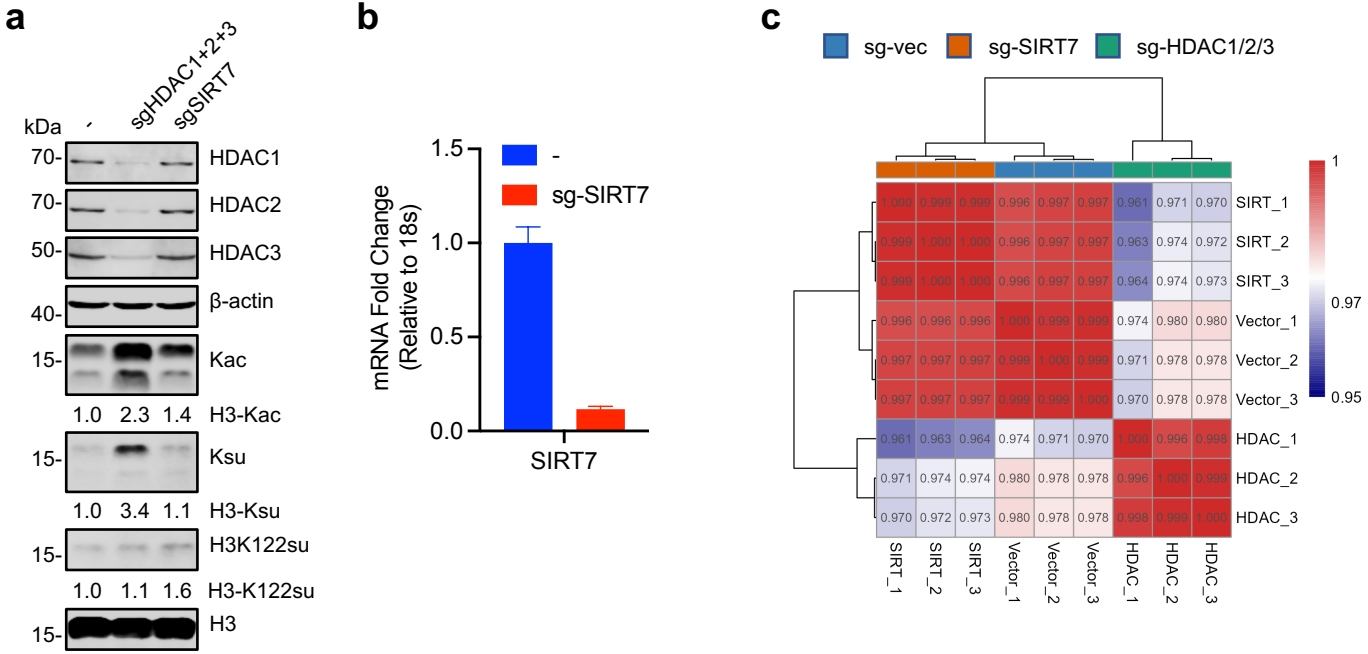 a
kDa
-
sgHDAC1+2+3
sgSIRT7
70-
HDAC1
70-
HDAC2
50-
HDAC3
40-
β-actin
15-
Kac
1.0 2.3 1.4 H3-Kac
15-
Ksu
1.0 3.4 1.1 H3-Ksu
15-
H3K122su
1.0 1.1 1.6 H3-K122su
15-
H3
b
mRNA Fold Change
(Relative to 18s)
1.5
1.0
0.5
0.0
-
sg-SIRT7
SIRT7
c
sg-vec sg-SIRT7 sg-HDAC1/2/3
1.000 0.999 0.999 0.996 0.997 0.997 0.961 0.971 0.970 SIRT_1
0.999 1.000 1.000 0.996 0.997 0.997 0.963 0.974 0.972 SIRT_2
0.999 1.000 1.000 0.996 0.997 0.997 0.964 0.974 0.973 SIRT_3
0.996 0.996 0.996 1.000 0.999 0.999 0.974 0.980 0.980 Vector_1
0.997 0.997 0.997 0.999 1.000 0.999 0.971 0.978 0.978 Vector_2
0.997 0.997 0.997 0.999 0.999 1.000 0.970 0.978 0.978 Vector_3
0.961 0.963 0.964 0.974 0.971 0.970 1.000 0.996 0.998 HDAC_1
0.971 0.974 0.974 0.980 0.978 0.978 0.996 1.000 0.999 HDAC_2
0.970 0.972 0.973 0.980 0.978 0.978 0.998 0.999 1.000 HDAC_3
SIRT_1
SIRT_2
SIRT_3
Vector_1
Vector_2
Vector_3
HDAC_1
HDAC_2
HDAC_3
1
0.97
0.95